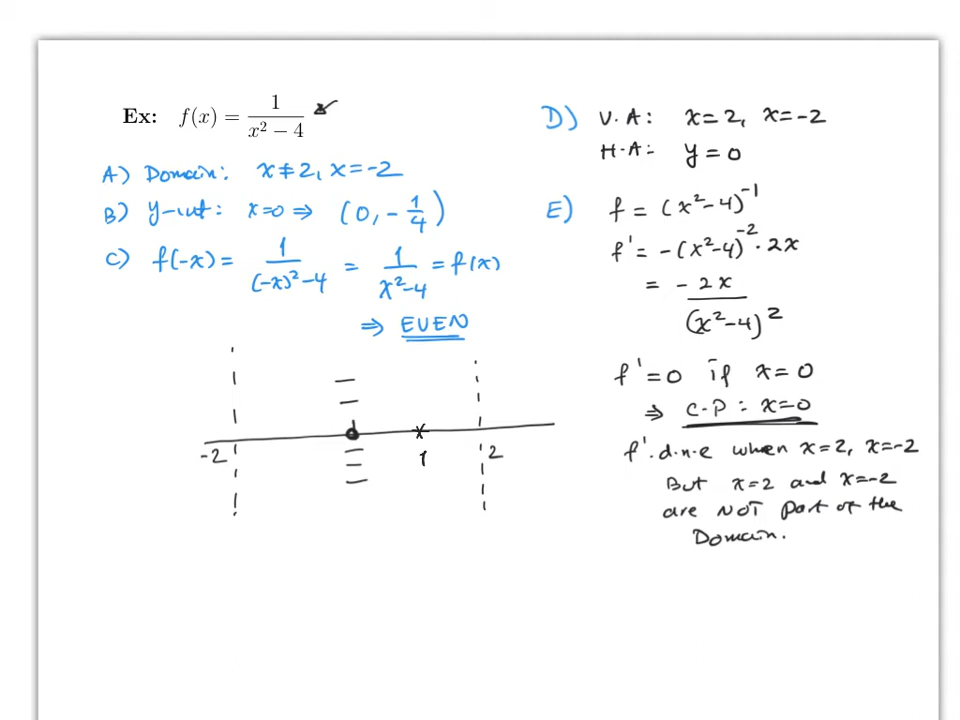 Ex: f(x) = 1 / (x² − 4)
A) Domain: x ≠ 2, x = −2
B) y-int: x=0 ⇒ (0, −1/4)
C) f(−x) = 1 / ((−x)² − 4) = 1 / (x² − 4) = f(x)
⇒ EVEN
-2
1
2
D) V.A: x = 2, x = −2
H.A: y = 0
E) f = (x² − 4)⁻¹
f' = −(x² − 4)⁻² · 2x
= − 2x / (x² − 4)²
f' = 0 if x = 0
⇒ C.P : x = 0
f' d.n.e when x = 2, x = −2
But x = 2 and x = −2
are NOT part of the
Domain.